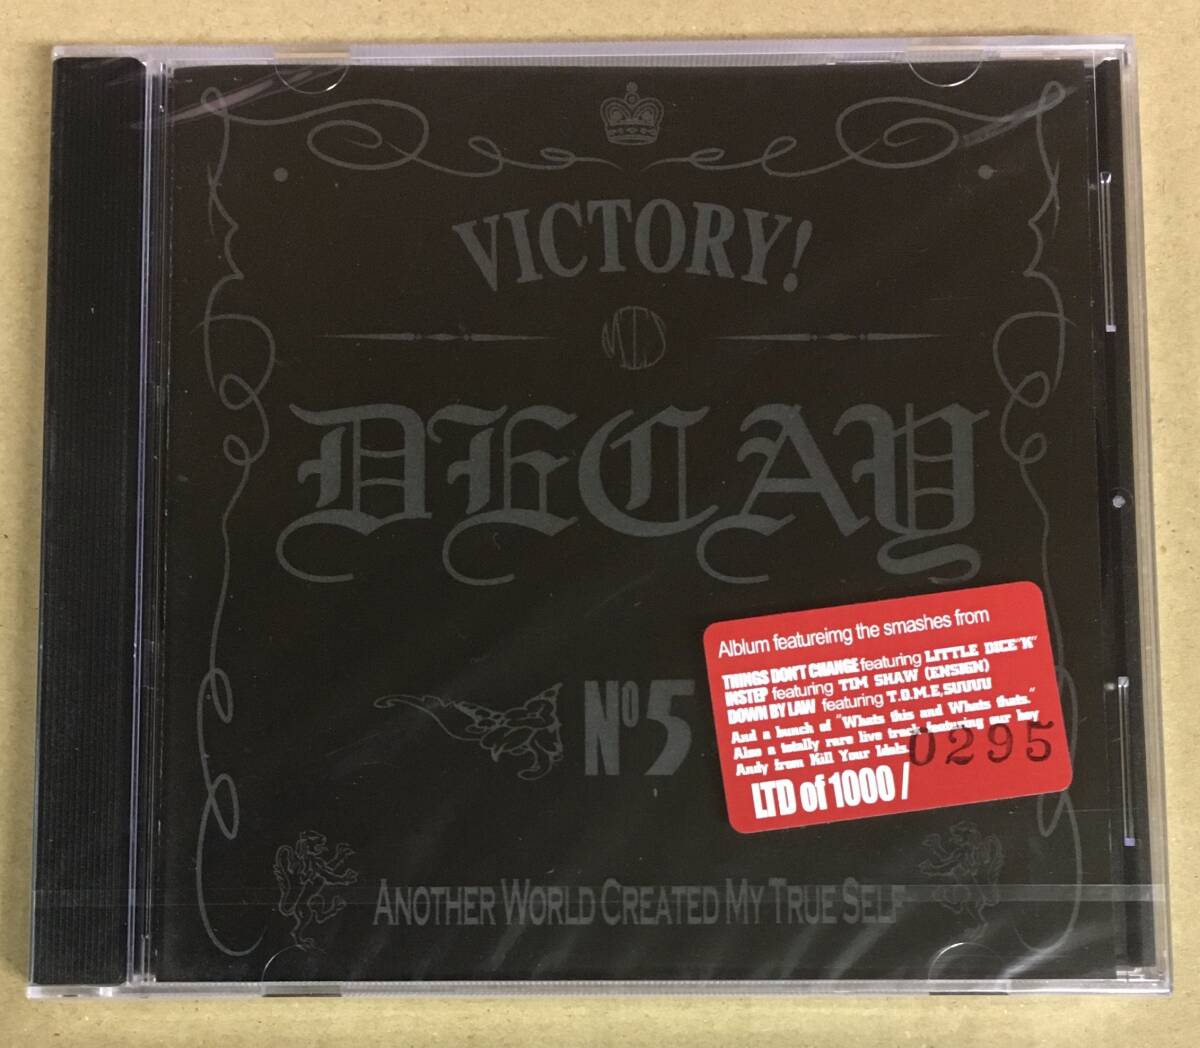 VICTORY!
DECAY
Nº5
Alblum featureimg the smashes from
THINGS DON'T CHANGE featuring LITTLE DICE"K"
INSTEP featuring TIM SHAW (ENSIGN)
DOWN BY LAW featuring T.O.M.E, SUUUU
And a bunch of "Whats this and Whats thats."
Also a totally rare live track featuring our boy
Andy from Kill Your Idols.
0295
LTD of 1000 /
ANOTHER WORLD CREATED MY TRUE SELF